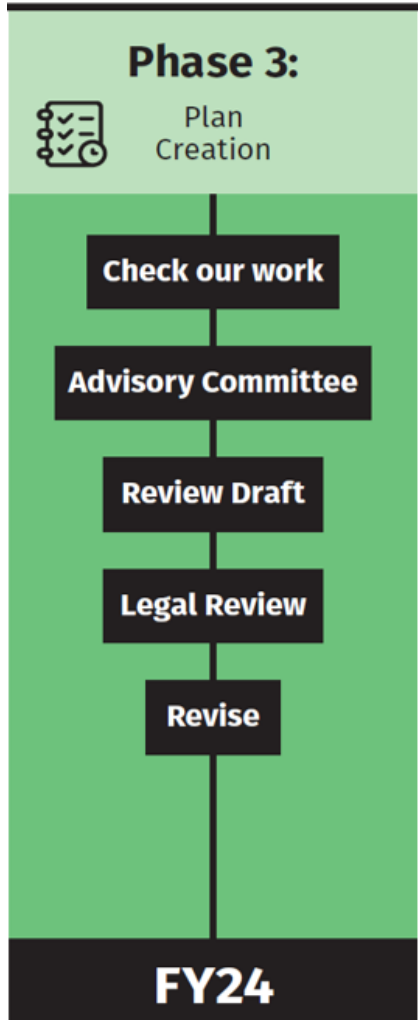 Phase 3:
Plan
Creation
Check our work
Advisory Committee
Review Draft
Legal Review
Revise
FY24